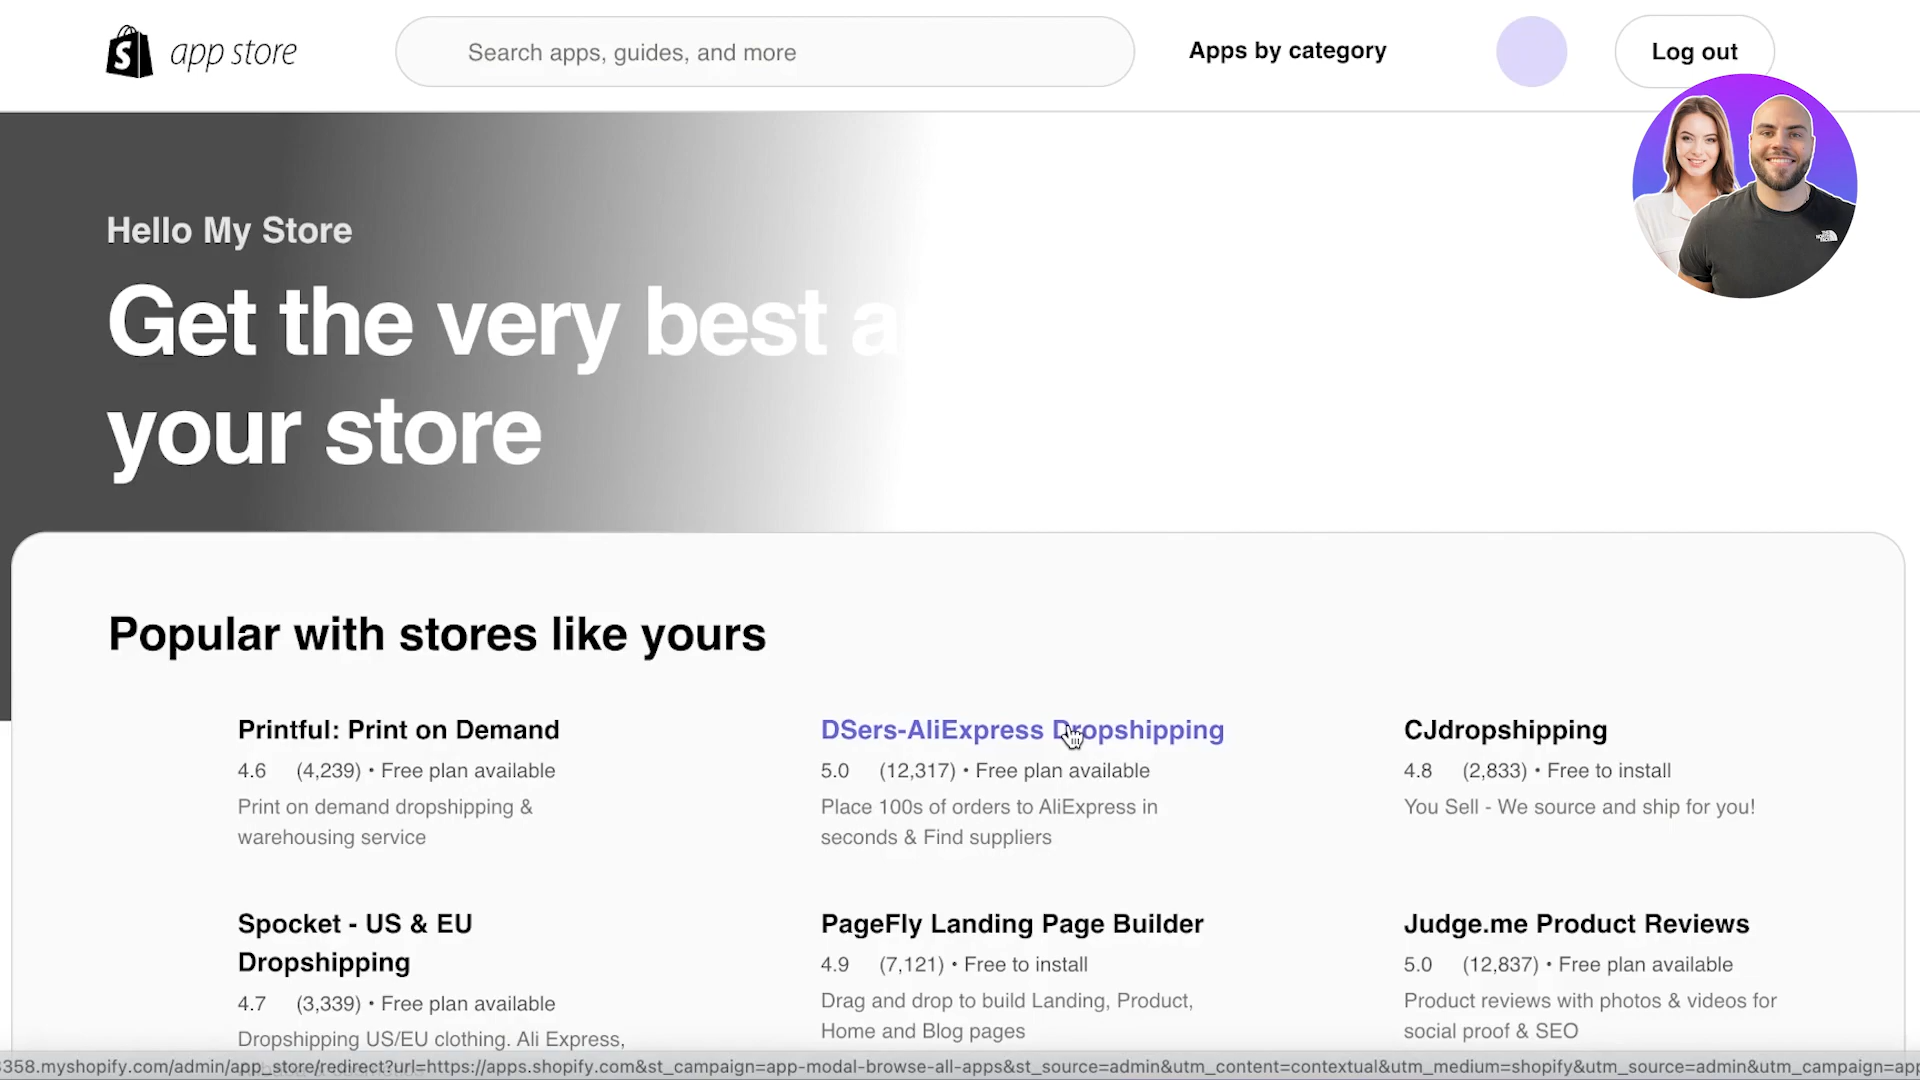 app store
Search apps, guides, and more
Apps by category
Log out
Hello My Store
Get the very best
your store
Popular with stores like yours
Printful: Print on Demand
4.6 (4,239) • Free plan available
Print on demand dropshipping &
warehousing service
DSers-AliExpress Dropshipping
5.0 (12,317) • Free plan available
Place 100s of orders to AliExpress in
seconds & Find suppliers
CJdropshipping
4.8 (2,833) • Free to install
You Sell - We source and ship for you!
Spocket - US & EU
Dropshipping
4.7 (3,339) • Free plan available
Dropshipping US/EU clothing. Ali Express,
PageFly Landing Page Builder
4.9 (7,121) • Free to install
Drag and drop to build Landing, Product,
Home and Blog pages
Judge.me Product Reviews
5.0 (12,837) • Free plan available
Product reviews with photos & videos for
social proof & SEO
3358.myshopify.com/admin/app_store/redirect?url=https://apps.shopify.com&st_campaign=app-modal-browse-all-apps&st_source=admin&utm_content=contextual&utm_medium=shopify&utm_source=admin&utm_campaign=app